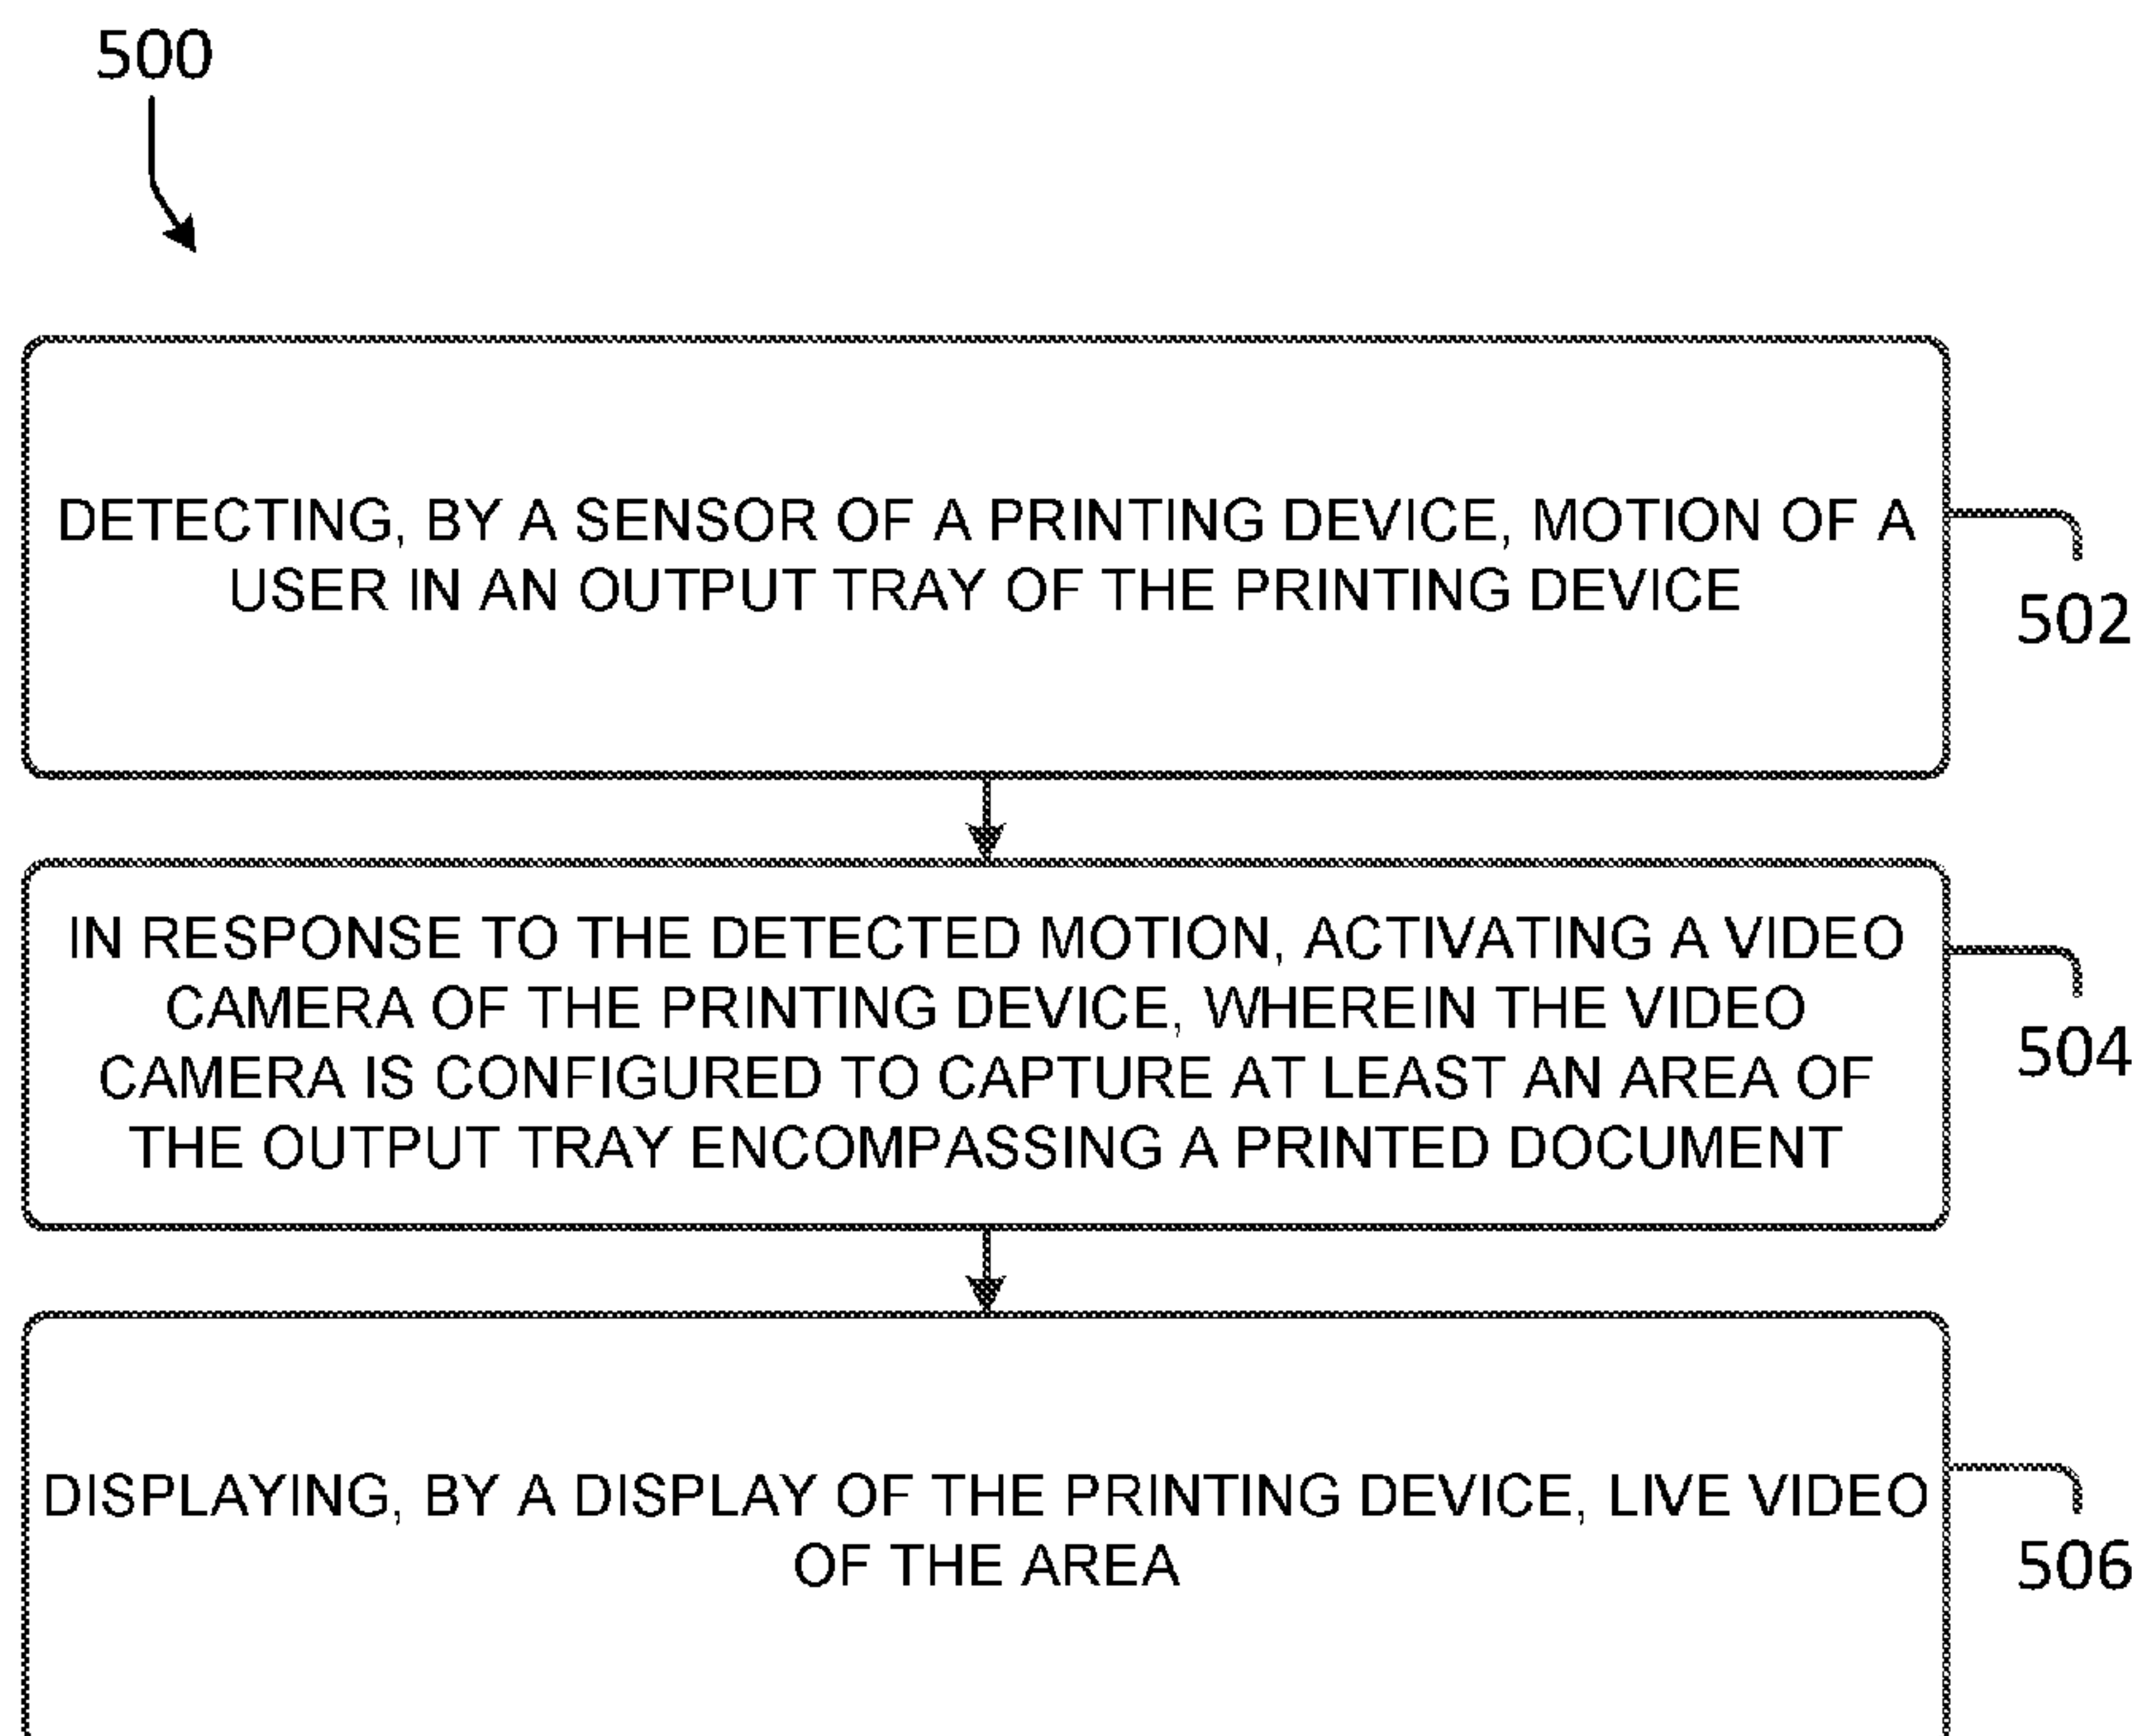 500
DETECTING, BY A SENSOR OF A PRINTING DEVICE, MOTION OF A
USER IN AN OUTPUT TRAY OF THE PRINTING DEVICE
502
IN RESPONSE TO THE DETECTED MOTION, ACTIVATING A VIDEO
CAMERA OF THE PRINTING DEVICE, WHEREIN THE VIDEO
CAMERA IS CONFIGURED TO CAPTURE AT LEAST AN AREA OF
THE OUTPUT TRAY ENCOMPASSING A PRINTED DOCUMENT
504
DISPLAYING, BY A DISPLAY OF THE PRINTING DEVICE, LIVE VIDEO
OF THE AREA
506